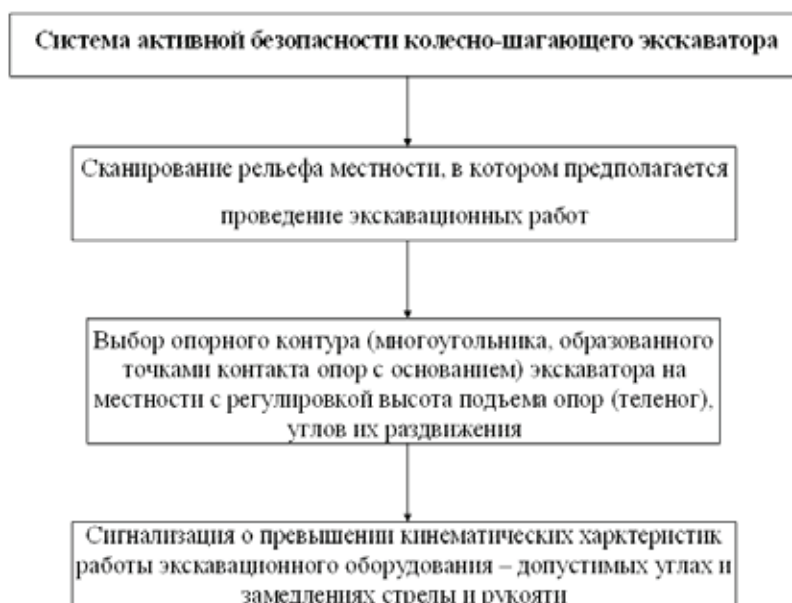 Система активной безопасности колесно-шагающего экскаватора
Сканирование рельефа местности, в котором предполагается
проведение экскавационных работ
Выбор опорного контура (многоугольника, образованного
точками контакта опор с основанием) экскаватора на
местности с регулировкой высота подъема опор (теленог),
углов их раздвижения
Сигнализация о превышении кинематических харктеристик
работы экскавационного оборудования – допустимых углах и
замедлениях стрелы и рукояти